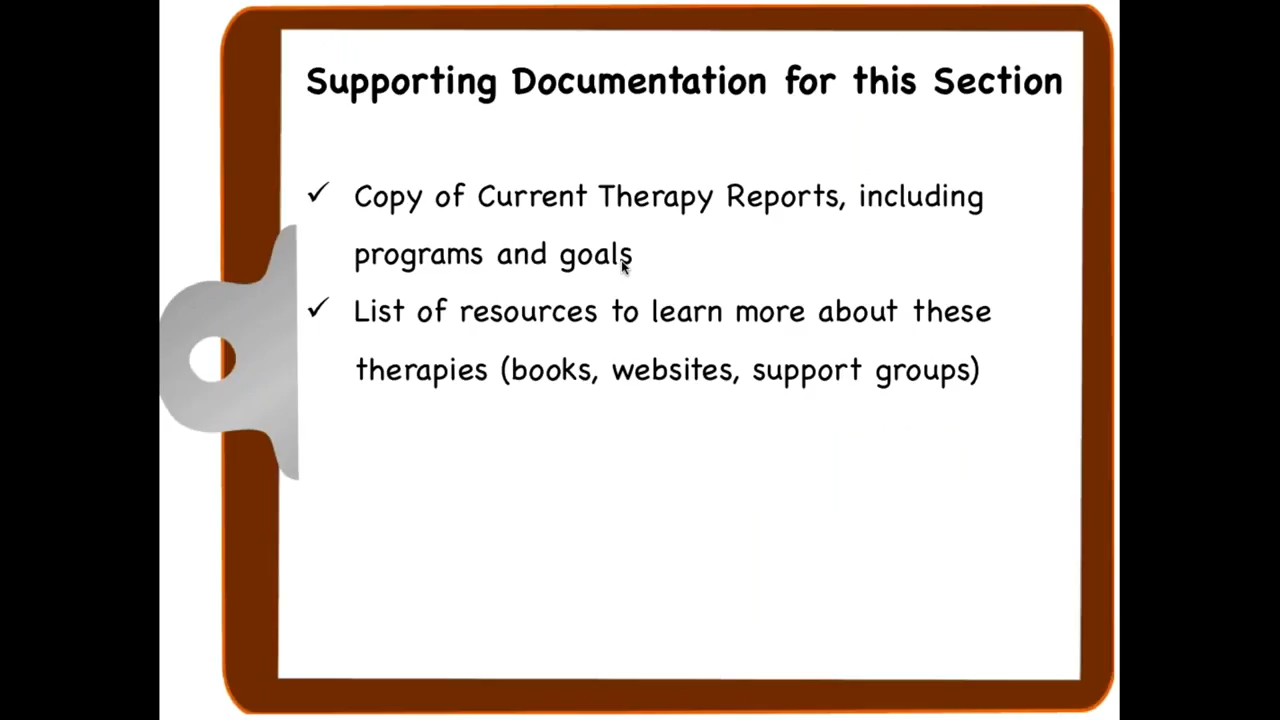 Supporting Documentation for this Section
✓ Copy of Current Therapy Reports, including
programs and goals
✓ List of resources to learn more about these
therapies (books, websites, support groups)